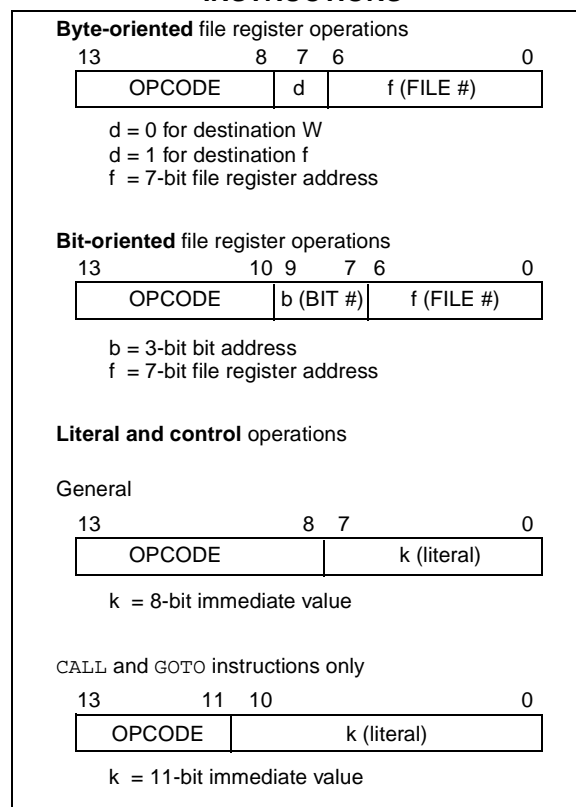 Byte-oriented file register operations
13 8 7 6 0
OPCODE d f (FILE #)
d = 0 for destination W
d = 1 for destination f
f = 7-bit file register address
Bit-oriented file register operations
13 10 9 7 6 0
OPCODE b (BIT #) f (FILE #)
b = 3-bit bit address
f = 7-bit file register address
Literal and control operations
General
13 8 7 0
OPCODE k (literal)
k = 8-bit immediate value
CALL and GOTO instructions only
13 11 10 0
OPCODE k (literal)
k = 11-bit immediate value